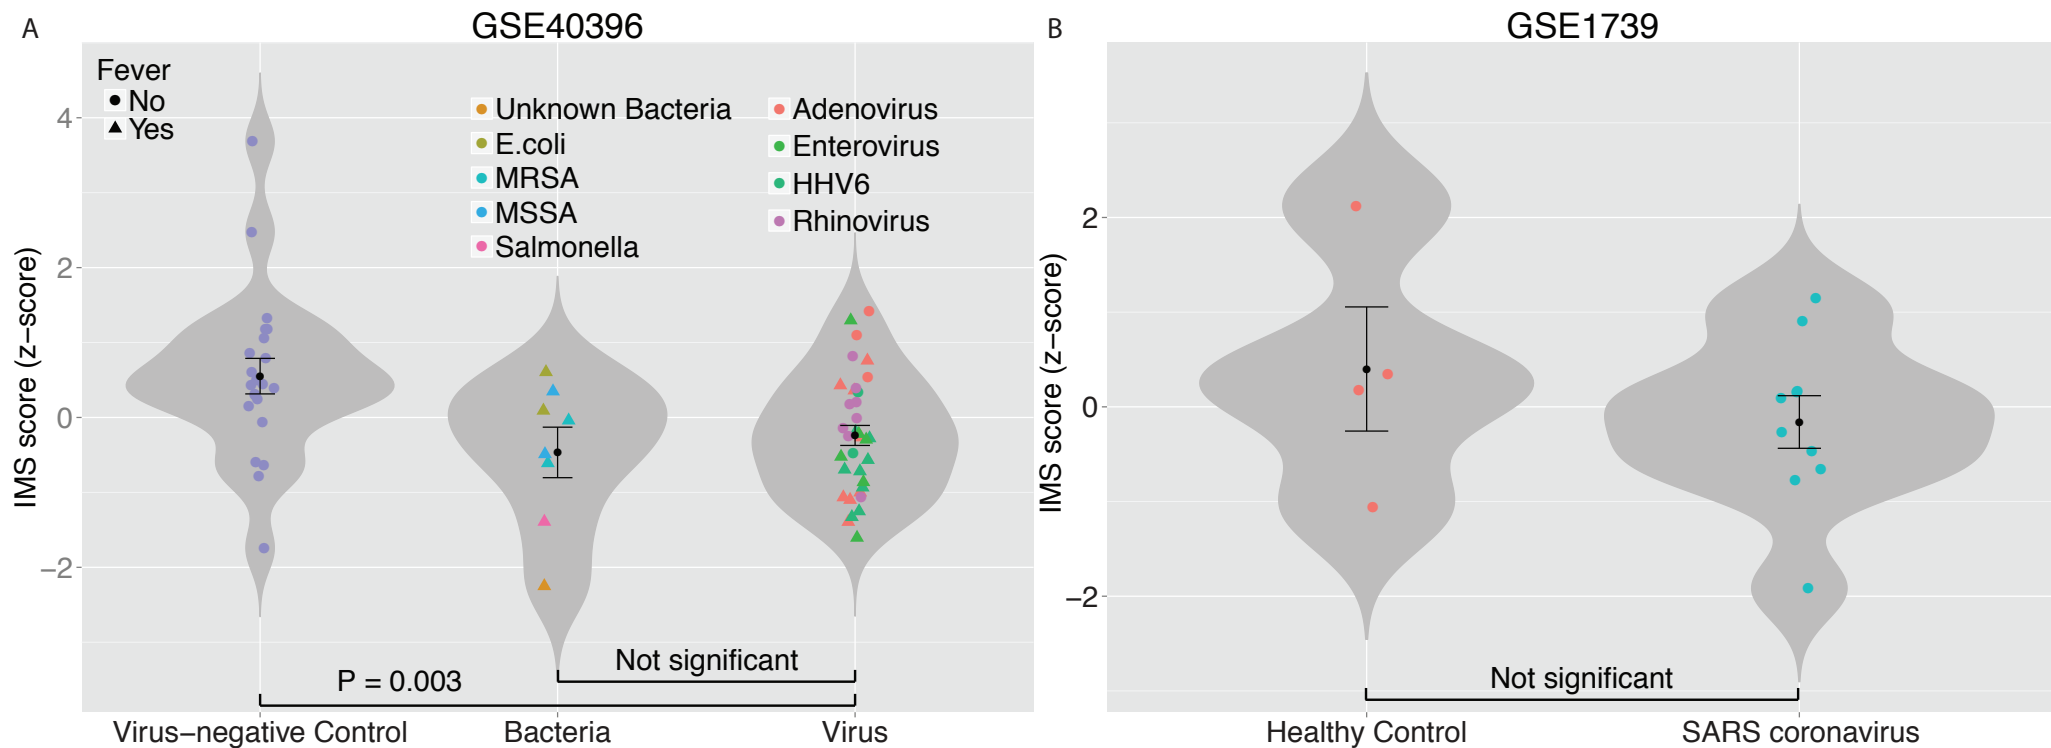 A
GSE40396
Fever
No
Yes
Unknown Bacteria
E.coli
MRSA
MSSA
Salmonella
Adenovirus
Enterovirus
HHV6
Rhinovirus
IMS score (z−score)
4
2
0
−2
Not significant
P = 0.003
Virus−negative Control
Bacteria
Virus
B
GSE1739
IMS score (z−score)
2
0
−2
Not significant
Healthy Control
SARS coronavirus